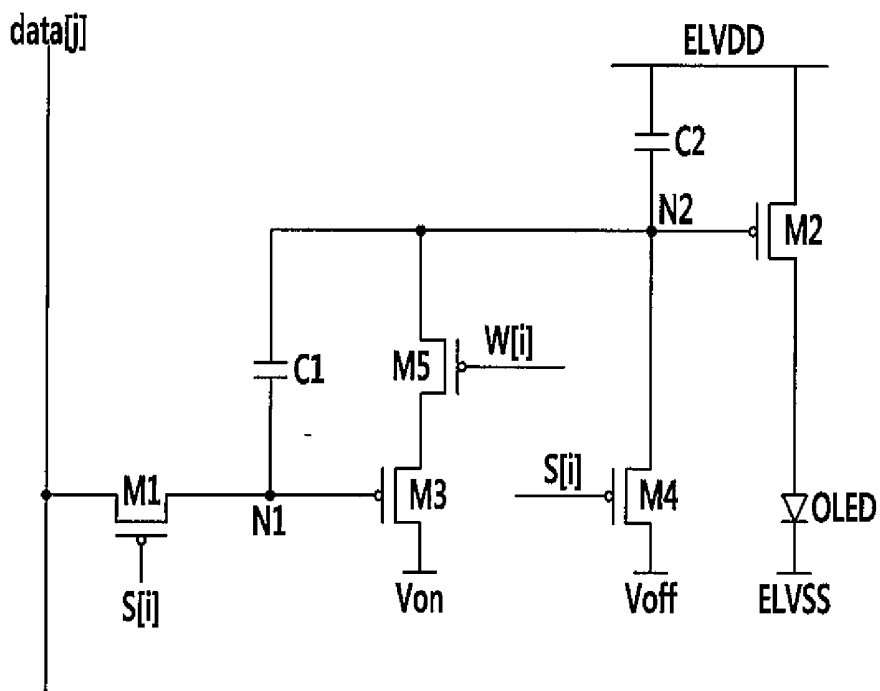 data[j]
ELVDD
C2
N2
M2
W[i]
M5
C1
S[i]
M1
M3
M4
N1
OLED
S[i]
Von
Voff
ELVSS